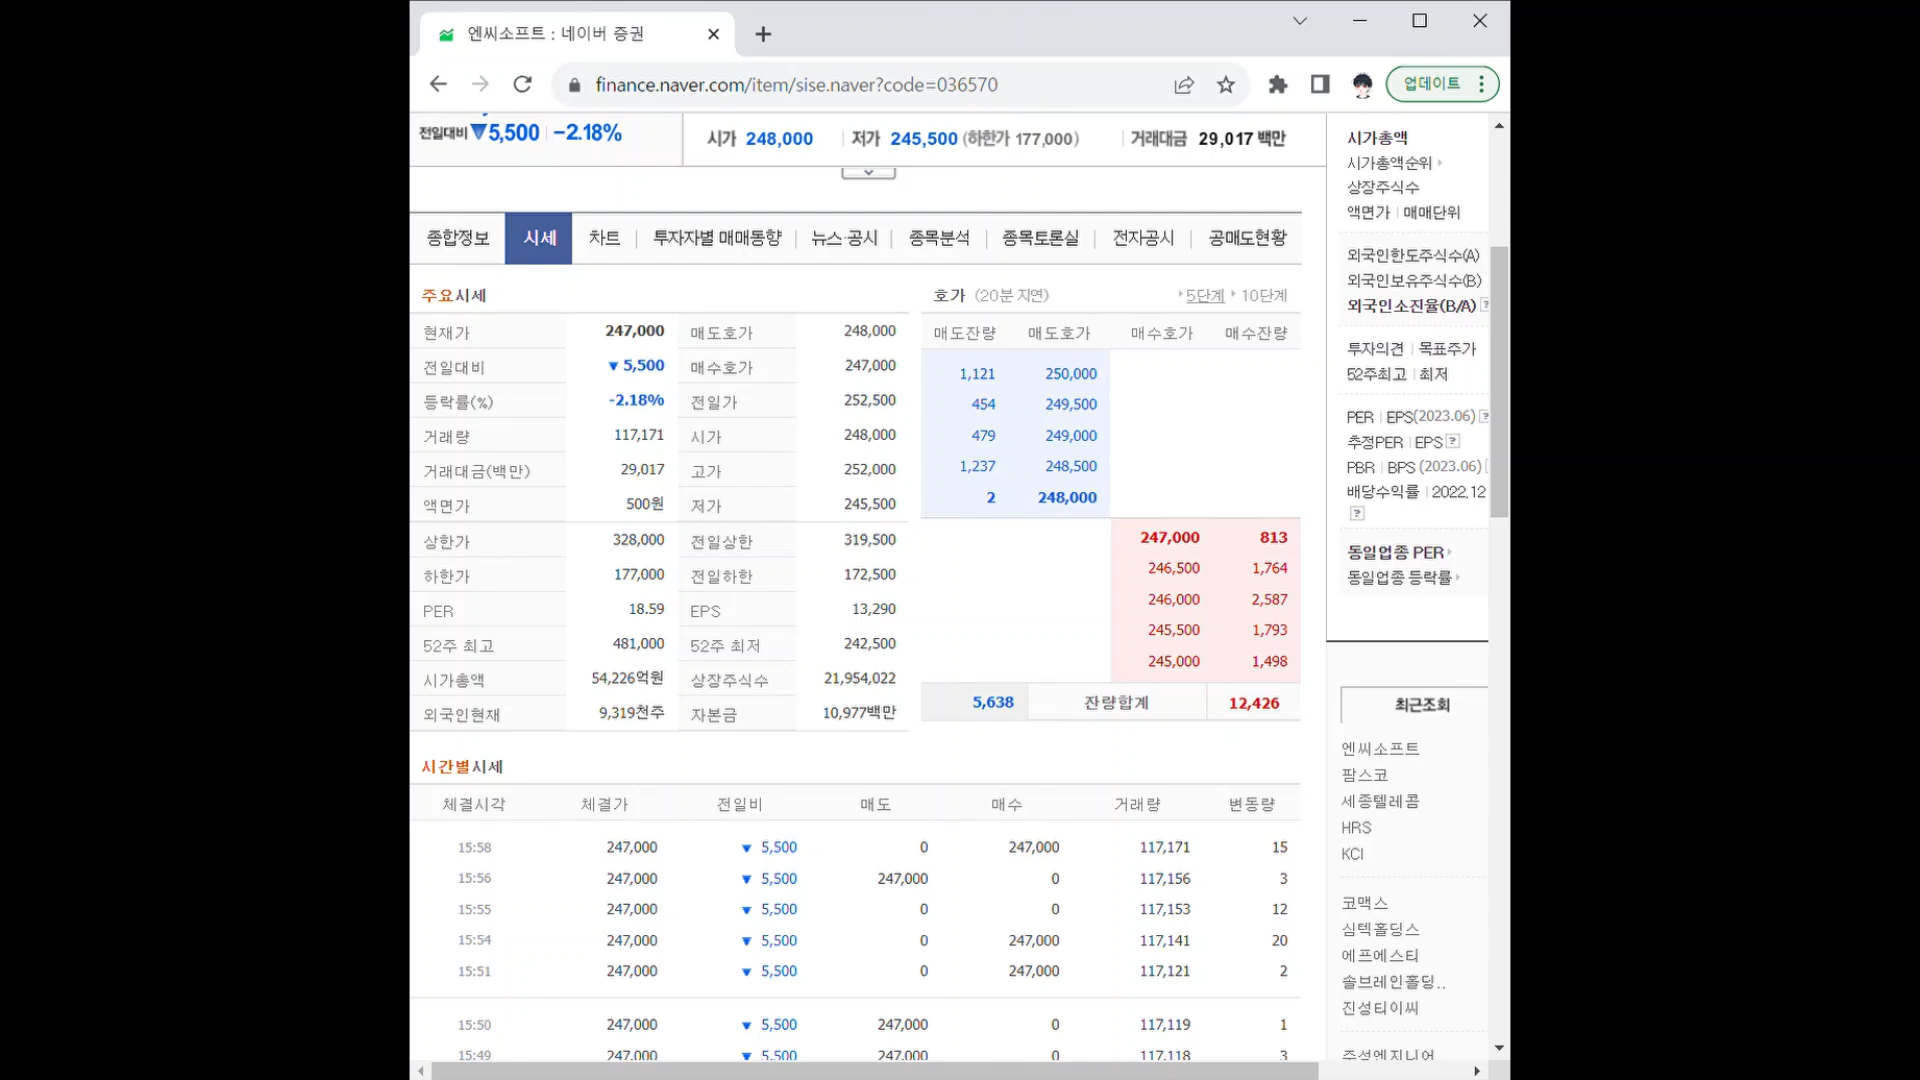 엔씨소프트 : 네이버 증권
finance.naver.com/item/sise.naver?code=036570
업데이트
전일대비 ▼5,500 −2.18%
시가 248,000 저가 245,500 (하한가 177,000) 거래대금 29,017 백만
종합정보 시세 차트 투자자별 매매동향 뉴스·공시 종목분석 종목토론실 전자공시 공매도현황
주요시세
현재가 247,000 매도호가 248,000
전일대비 ▼ 5,500 매수호가 247,000
등락률(%) -2.18% 전일가 252,500
거래량 117,171 시가 248,000
거래대금(백만) 29,017 고가 252,000
액면가 500원 저가 245,500
상한가 328,000 전일상한 319,500
하한가 177,000 전일하한 172,500
PER 18.59 EPS 13,290
52주 최고 481,000 52주 최저 242,500
시가총액 54,226억원 상장주식수 21,954,022
외국인현재 9,319천주 자본금 10,977백만
호가 (20분 지연) 5단계 10단계
매도잔량 매도호가 매수호가 매수잔량
1,121 250,000
454 249,500
479 249,000
1,237 248,500
2 248,000
247,000 813
246,500 1,764
246,000 2,587
245,500 1,793
245,000 1,498
5,638 잔량합계 12,426
시간별시세
체결시각 체결가 전일비 매도 매수 거래량 변동량
15:58 247,000 ▼ 5,500 0 247,000 117,171 15
15:56 247,000 ▼ 5,500 247,000 0 117,156 3
15:55 247,000 ▼ 5,500 0 0 117,153 12
15:54 247,000 ▼ 5,500 0 247,000 117,141 20
15:51 247,000 ▼ 5,500 0 247,000 117,121 2
15:50 247,000 ▼ 5,500 247,000 0 117,119 1
15:49 247,000 ▼ 5,500 247,000 0 117,118 3
시가총액
시가총액순위
상장주식수
액면가 매매단위
외국인한도주식수(A)
외국인보유주식수(B)
외국인소진율(B/A) ?
투자의견 목표주가
52주최고 최저
PER EPS(2023.06) ?
추정PER EPS ?
PBR BPS (2023.06)
배당수익률 2022.12
?
동일업종 PER
동일업종 등락률
최근조회
엔씨소프트
팜스코
세종텔레콤
HRS
KCI
코맥스
심텍홀딩스
에프에스티
솔브레인홀딩..
진성티이씨
주성엔지니어